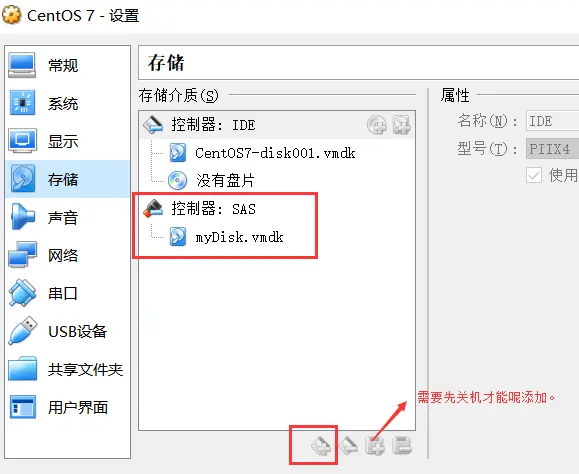 CentOS 7 - 设置
常规
系统
显示
存储
声音
网络
串口
USB设备
共享文件夹
用户界面
存储
存储介质(S)
控制器: IDE
CentOS7-disk001.vmdk
没有盘片
控制器: SAS
myDisk.vmdk
属性
名称(N): IDE
型号(T): PIIX4
使用
需要先关机才能呢添加。